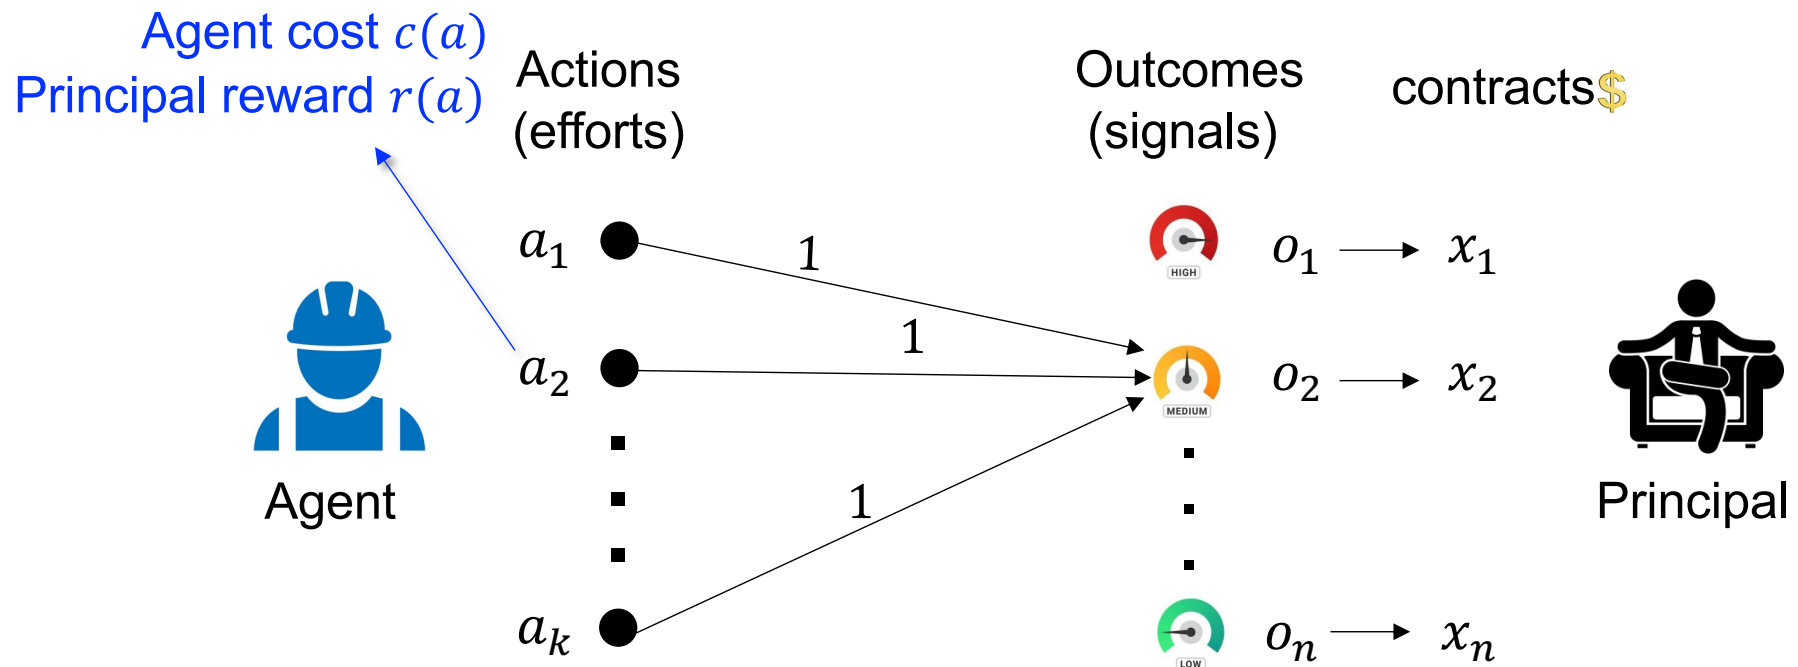 Agent cost c(a)
Principal reward r(a)
Actions
(efforts)
Outcomes
(signals)
contracts$
a₁
1
HIGH
o₁
x₁
a₂
1
MEDIUM
o₂
x₂
Agent
1
Principal
aₖ
LOW
oₙ
xₙ